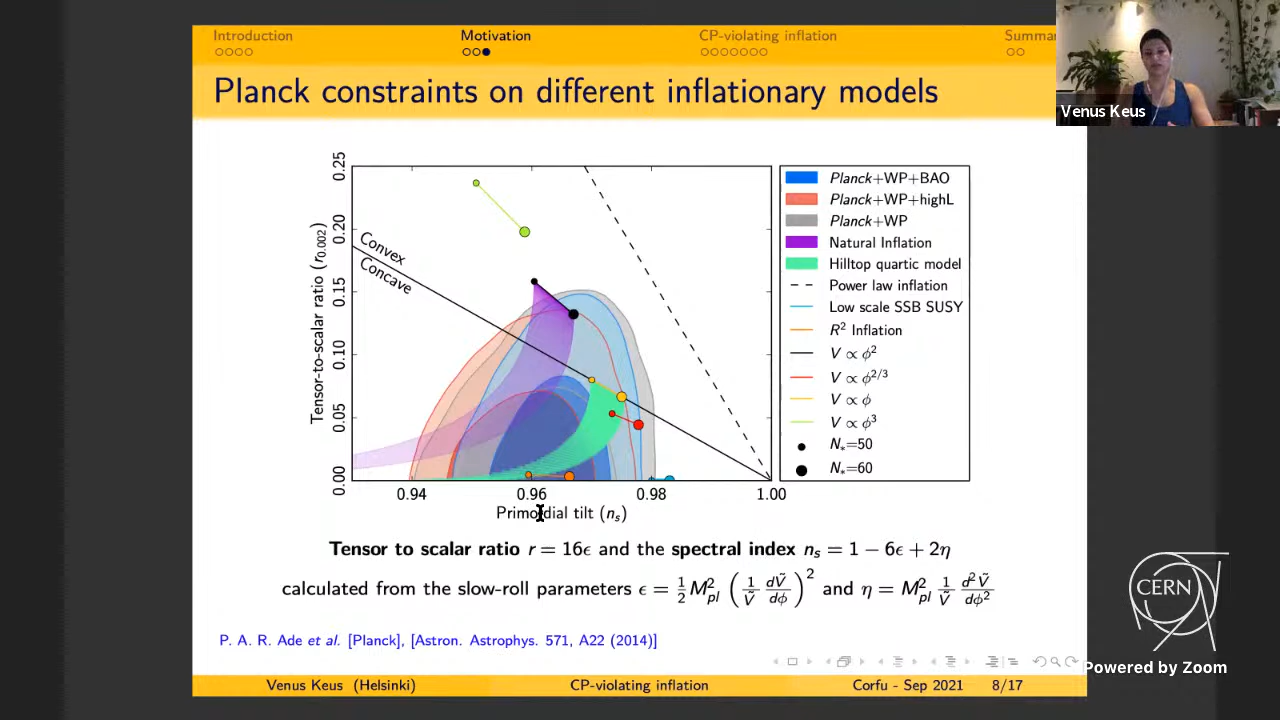 Introduction Motivation CP-violating inflation Summar
Planck constraints on different inflationary models
Venus Keus
Tensor-to-scalar ratio (r0.002)
0.25
0.20
0.15
0.10
0.05
0.00
Convex
Concave
0.94 0.96 0.98 1.00
Primordial tilt (ns)
Planck+WP+BAO
Planck+WP+highL
Planck+WP
Natural Inflation
Hilltop quartic model
Power law inflation
Low scale SSB SUSY
R² Inflation
V ∝ ϕ²
V ∝ ϕ^2/3
V ∝ ϕ
V ∝ ϕ³
N*=50
N*=60
Tensor to scalar ratio r = 16ϵ and the spectral index ns = 1 − 6ϵ + 2η
calculated from the slow-roll parameters ϵ = 1/2 M²pl (1/Ṽ dṼ/dϕ)² and η = M²pl 1/Ṽ d²Ṽ/dϕ²
P. A. R. Ade et al. [Planck], [Astron. Astrophys. 571, A22 (2014)]
CERN
Powered by Zoom
Venus Keus (Helsinki) CP-violating inflation Corfu - Sep 2021 8/17